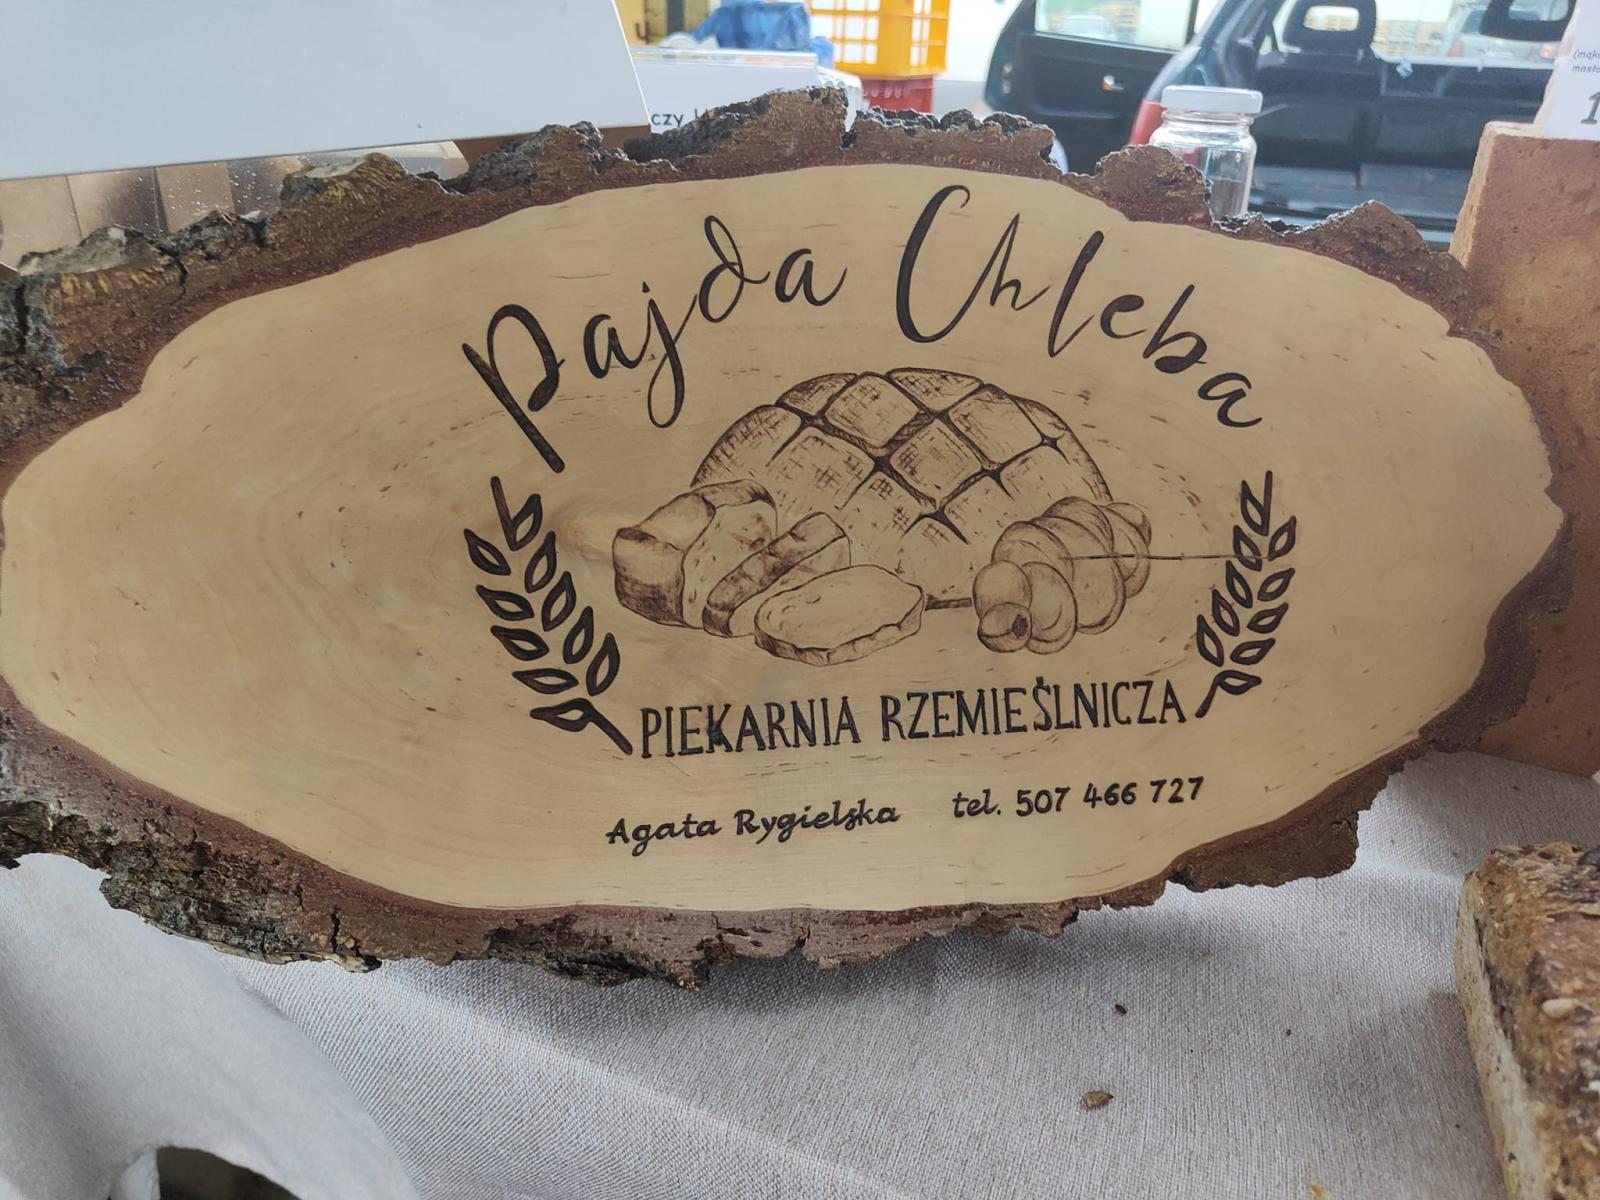 Pajda Chleba
PIEKARNIA RZEMIEŚLNICZA
Agata Rygielska tel. 507 466 727